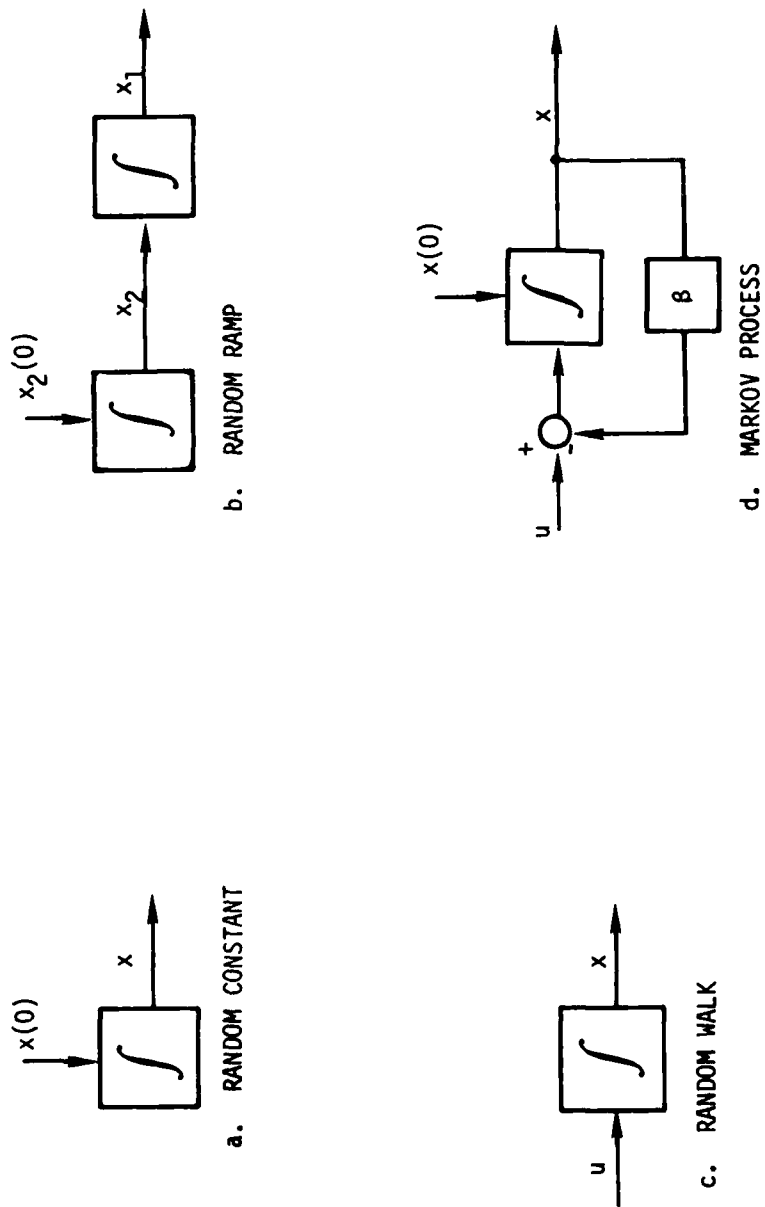 x(0)
∫
x
a. RANDOM CONSTANT
x₂(0)
∫
x₂
∫
x₁
b. RANDOM RAMP
u
∫
x
c. RANDOM WALK
x(0)
u
+
-
∫
x
β
d. MARKOV PROCESS